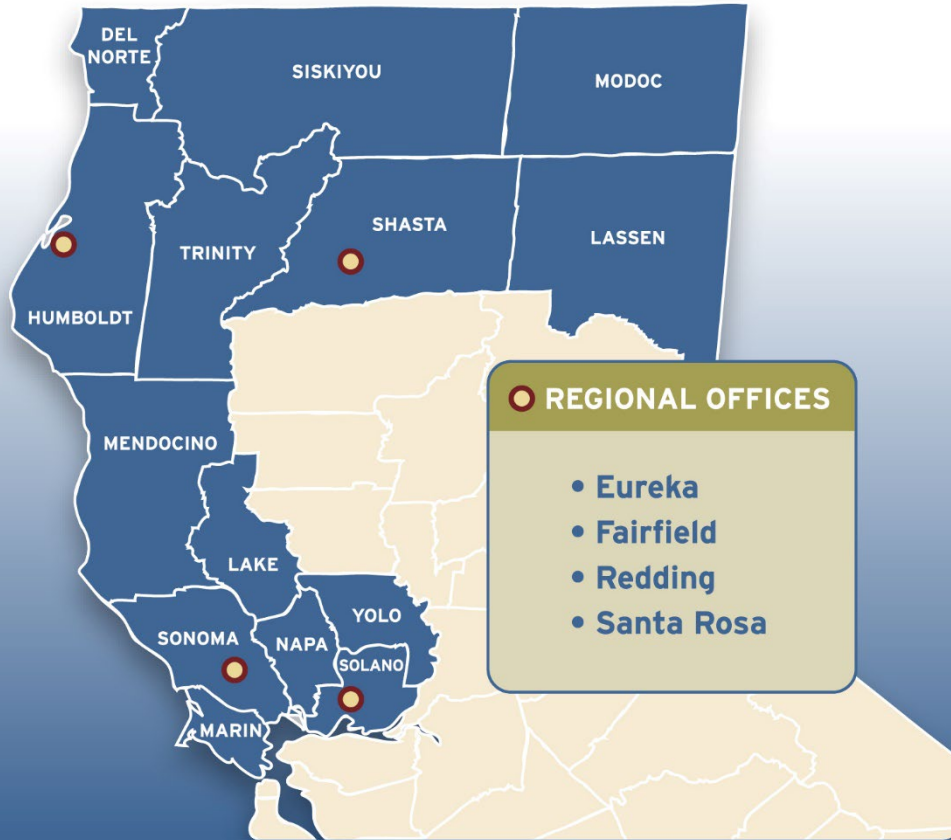 DEL
NORTE
SISKIYOU
MODOC
SHASTA
TRINITY
LASSEN
HUMBOLDT
REGIONAL OFFICES
MENDOCINO
• Eureka
• Fairfield
• Redding
• Santa Rosa
LAKE
YOLO
SONOMA
NAPA
SOLANO
MARIN